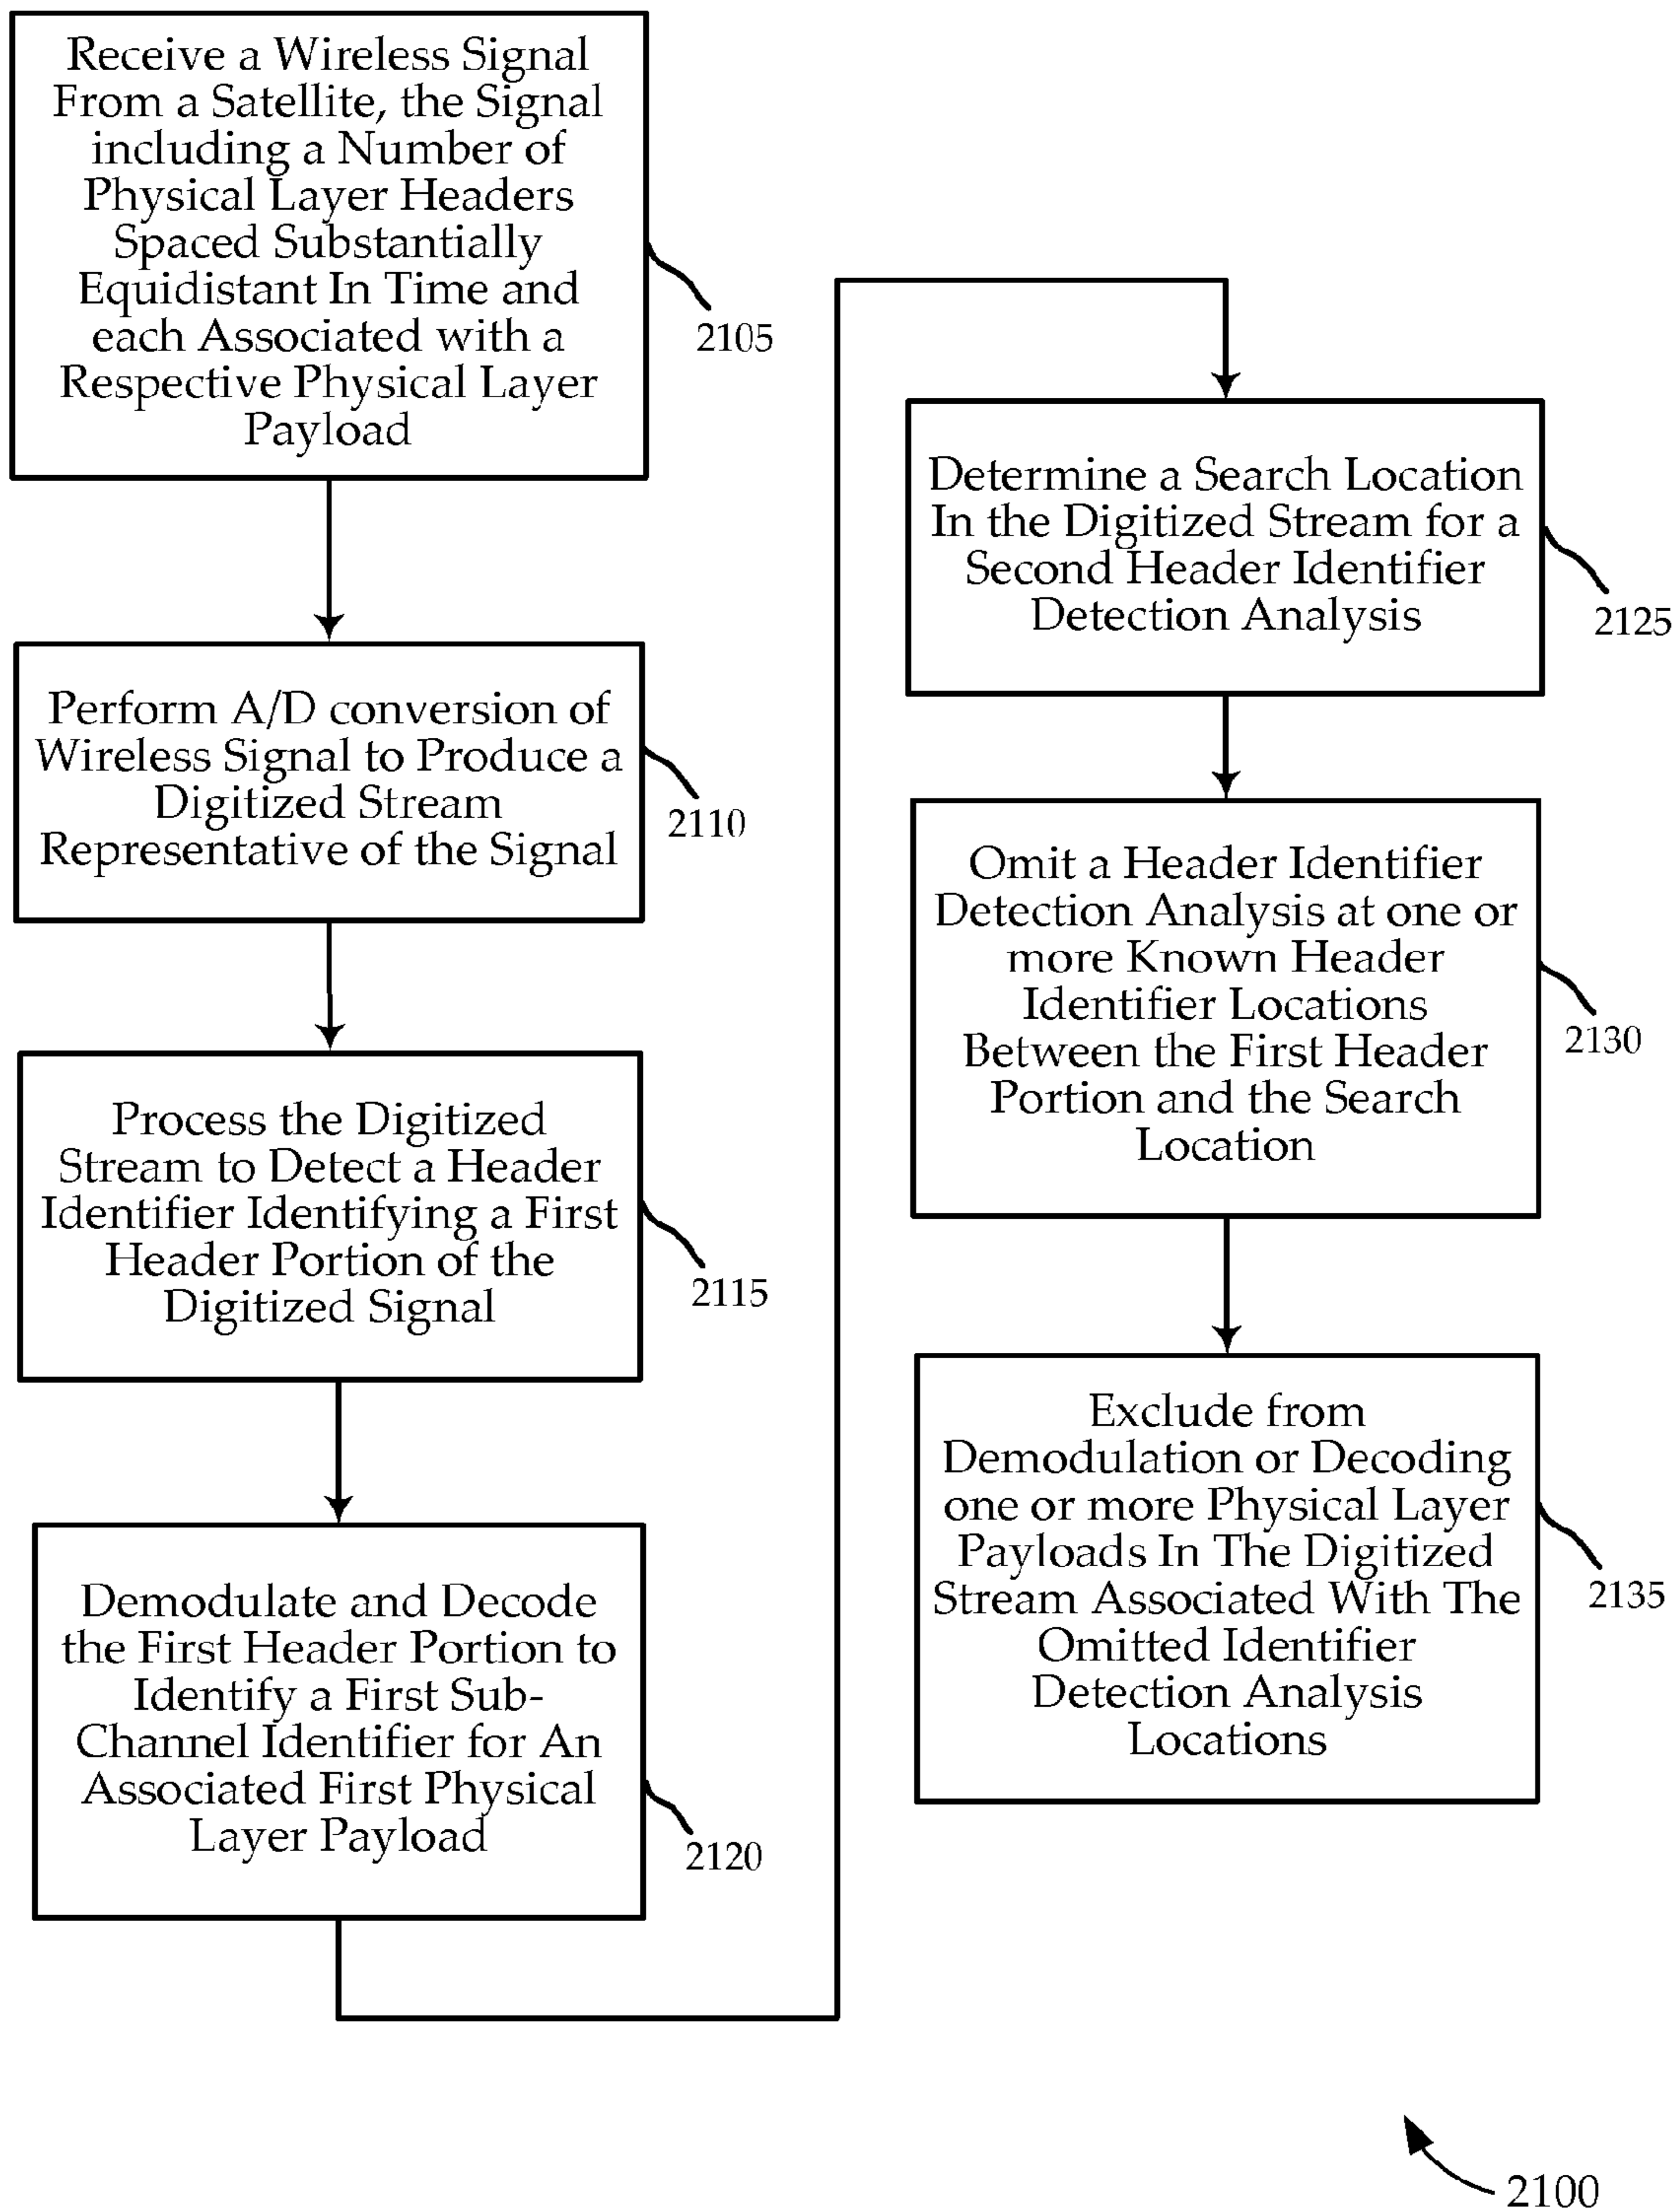 Receive a Wireless Signal
From a Satellite, the Signal
including a Number of
Physical Layer Headers
Spaced Substantially
Equidistant In Time and
each Associated with a
Respective Physical Layer
Payload
2105
Perform A/D conversion of
Wireless Signal to Produce a
Digitized Stream
Representative of the Signal
2110
Process the Digitized
Stream to Detect a Header
Identifier Identifying a First
Header Portion of the
Digitized Signal
2115
Demodulate and Decode
the First Header Portion to
Identify a First Sub-
Channel Identifier for An
Associated First Physical
Layer Payload
2120
Determine a Search Location
In the Digitized Stream for a
Second Header Identifier
Detection Analysis
2125
Omit a Header Identifier
Detection Analysis at one or
more Known Header
Identifier Locations
Between the First Header
Portion and the Search
Location
2130
Exclude from
Demodulation or Decoding
one or more Physical Layer
Payloads In The Digitized
Stream Associated With The
Omitted Identifier
Detection Analysis
Locations
2135
2100